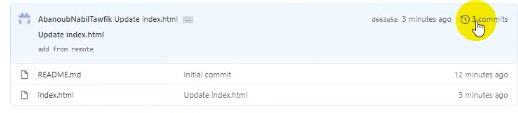 AbanoubNabilTawfik Update index.html ... d663a5a 3 minutes ago 3 commits
Update index.html
add from remote
README.md Initial commit 12 minutes ago
index.html Update index.html 3 minutes ago